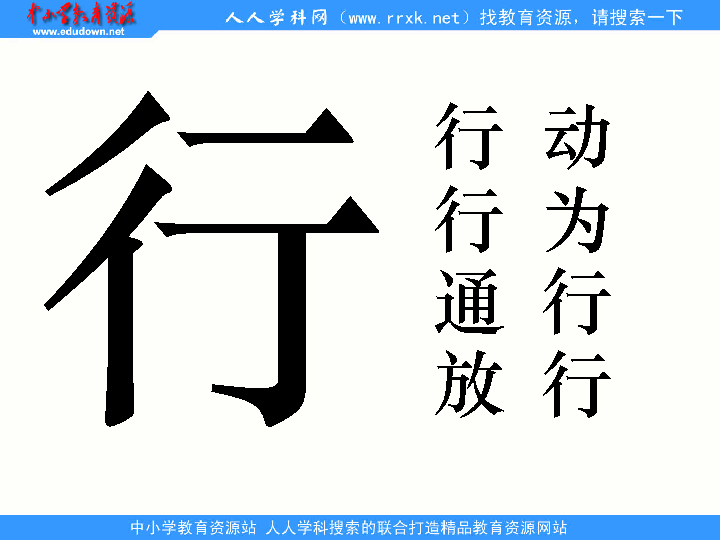 中小学教育资源
www.edudown.net
人人学科网（www.rrxk.net）找教育资源，请搜索一下
行
行 动
行 为
通 行
放 行
中小学教育资源站 人人学科搜索的联合打造精品教育资源网站